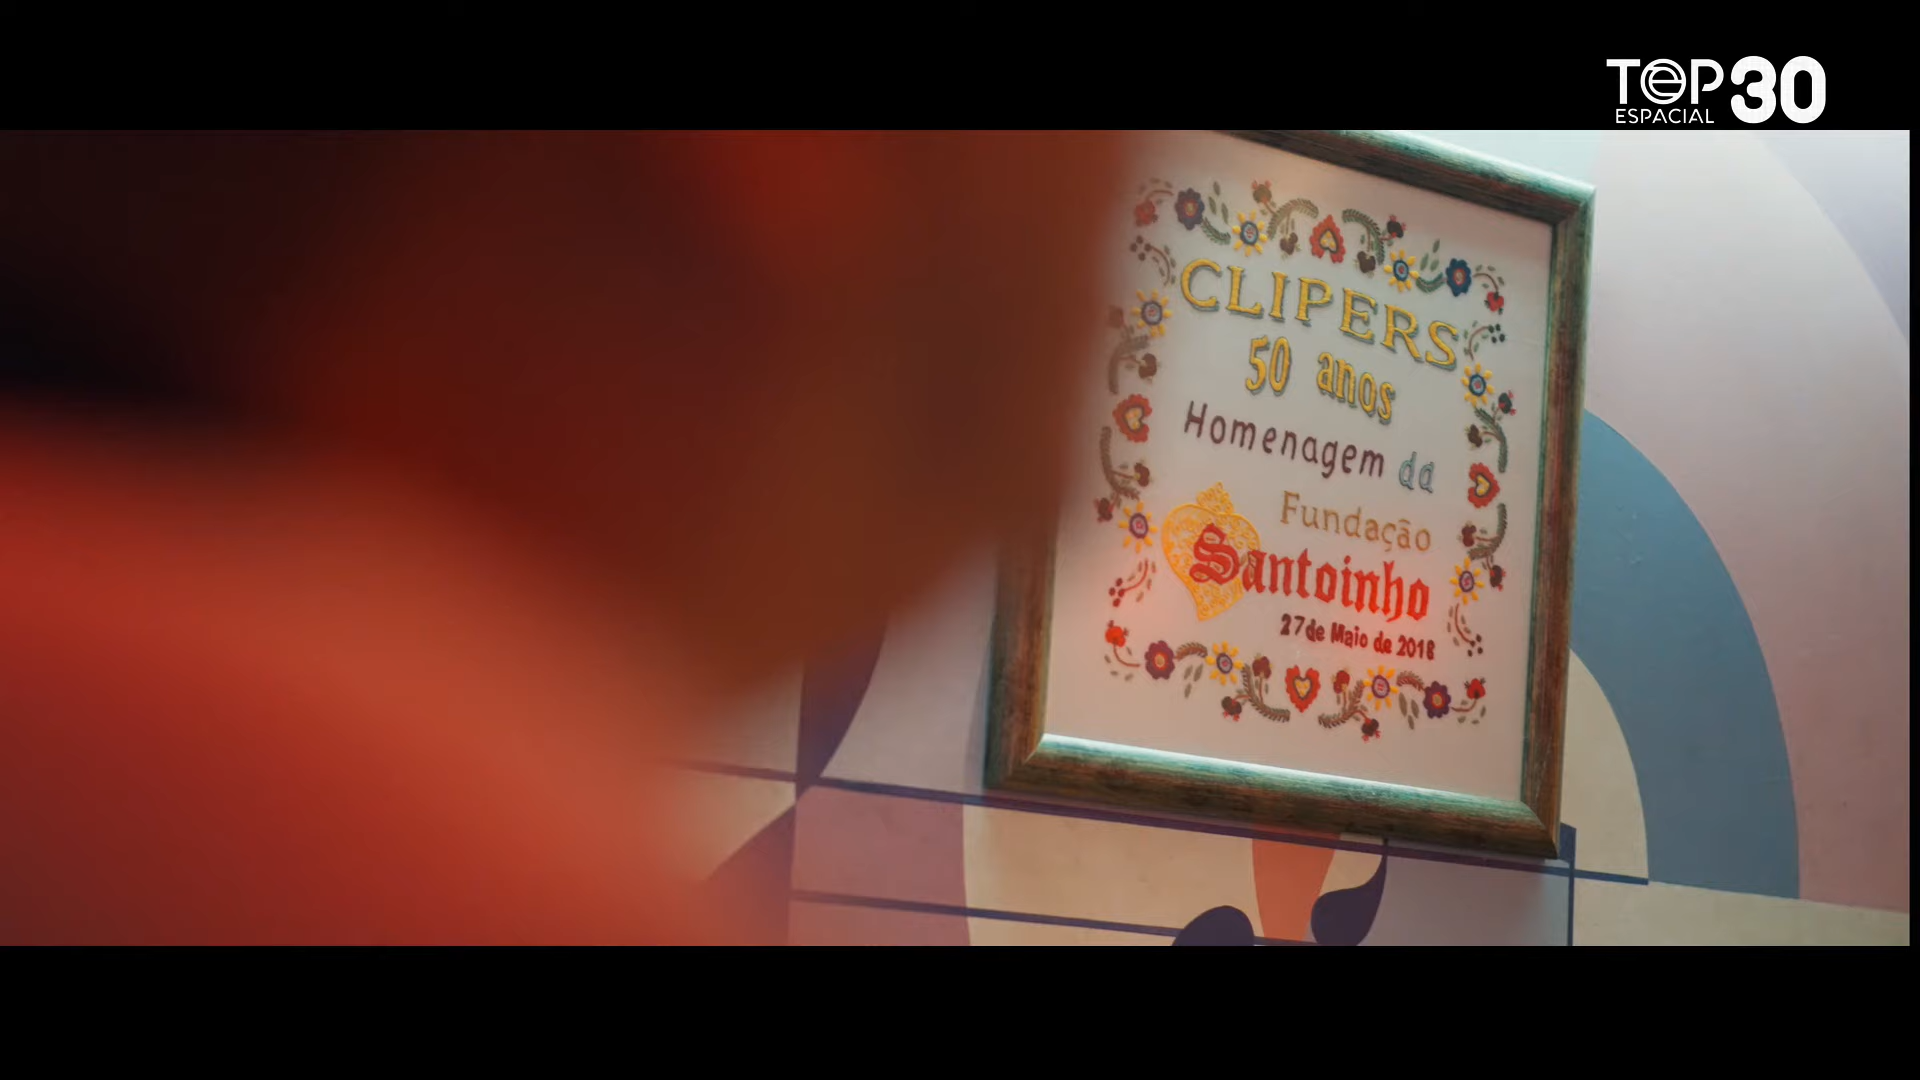 TOP 30
ESPACIAL
CLIPERS
50 anos
Homenagem da
Fundação
Santoinho
27 de Maio de 2018